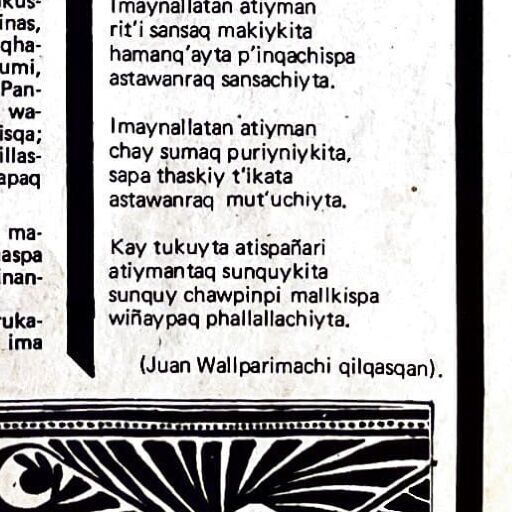 inas,
qha-
umi,
Pan-
wa-
isqa;
illas-
apaq
ma-
aspa
inan-
uka-
ima
Imaynallatan atiyman
rit'i sansaq makiykita
hamanq'ayta p'inqachispa
astawanraq sansachiyta.
Imaynallatan atiyman
chay sumaq puriyniykita,
sapa thaskiy t'ikata
astawanraq mut'uchiyta.
Kay tukuyta atispañari
atiymantaq sunquykita
sunquy chawpinpi mallkispa
wiñaypaq phallallachiyta.
(Juan Wallparimachi qilqasqan).